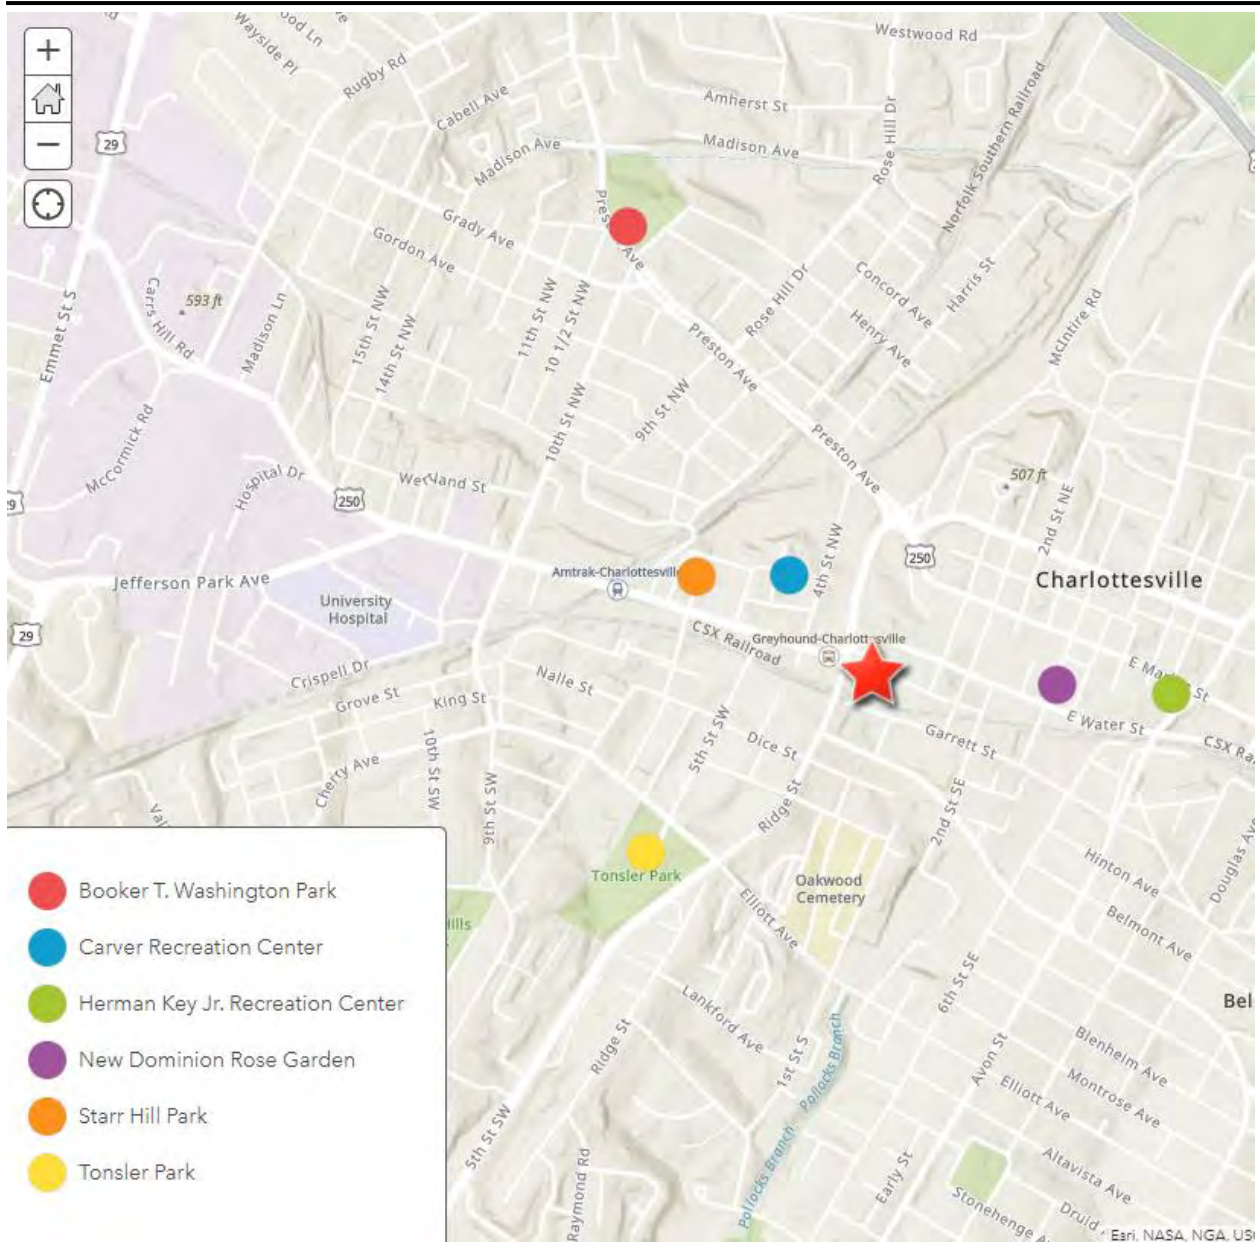 Wayside Pl
Rugby Rd
Cabell Ave
Westwood Rd
Amherst St
Madison Ave
Madison Ave
Rose Hill Dr
Norfolk Southern Railroad
29
Grady Ave
Gordon Ave
Emmet St S
Carrs Hill Rd
593 ft
Madison Ln
15th St NW
14th St NW
11th St NW
10 1/2 St NW
10th St NW
9th St NW
Rose Hill Dr
Concord Ave
Harris St
Henry Ave
McIntire Rd
Preston Ave
Preston Ave
McCormick Rd
Hospital Dr
250
507 ft
2nd St NE
4th St NW
250
Jefferson Park Ave
University
Hospital
Amtrak-Charlottesvill
Charlottesville
29
CSX Railroad
Greyhound-Charlottesville
Crispell Dr
Grove St
King St
Nalle St
5th St SW
Dice St
Garrett St
E Water St
CSX Ra
Cherry Ave
10th St SW
9th St SW
Ridge St
2nd St SE
Tonsler Park
Oakwood
Cemetery
Elliott Ave
Hinton Ave
Douglas Av
Belmont Ave
6th St SE
Bel
Lankford Ave
Ridge St
1st St S
Pollocks Branch
Pollocks Branch
Avon St
Blenheim Ave
Montrose Ave
Elliott Ave
Altavista Ave
5th St SW
Raymond Rd
Early St
Stonehenge Ave
Druid
Booker T. Washington Park
Carver Recreation Center
Herman Key Jr. Recreation Center
New Dominion Rose Garden
Starr Hill Park
Tonsler Park
Esri, NASA, NGA, US